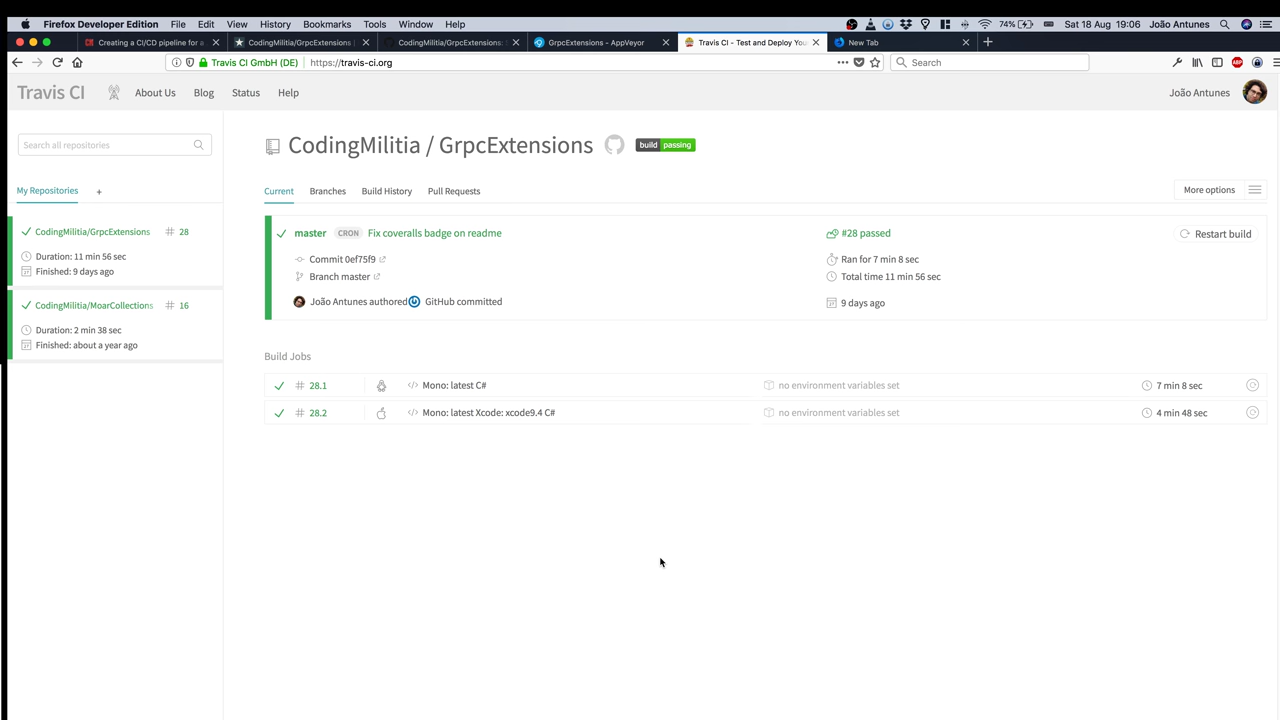 Firefox Developer Edition File Edit View History Bookmarks Tools Window Help 74% Sat 18 Aug 19:06 João Antunes
Creating a CI/CD pipeline for a
CodingMilitia/GrpcExtensions |
CodingMilitia/GrpcExtensions:
GrpcExtensions - AppVeyor
Travis CI - Test and Deploy You
New Tab
Travis CI GmbH (DE) https://travis-ci.org Search
Travis CI About Us Blog Status Help João Antunes
Search all repositories
My Repositories +
CodingMilitia/GrpcExtensions # 28
Duration: 11 min 56 sec
Finished: 9 days ago
CodingMilitia/MoarCollections # 16
Duration: 2 min 38 sec
Finished: about a year ago
CodingMilitia / GrpcExtensions build passing
Current Branches Build History Pull Requests More options
master CRON Fix coveralls badge on readme #28 passed Restart build
Commit 0ef75f9 Ran for 7 min 8 sec
Branch master Total time 11 min 56 sec
João Antunes authored GitHub committed 9 days ago
Build Jobs
# 28.1 </> Mono: latest C# no environment variables set 7 min 8 sec
# 28.2 </> Mono: latest Xcode: xcode9.4 C# no environment variables set 4 min 48 sec